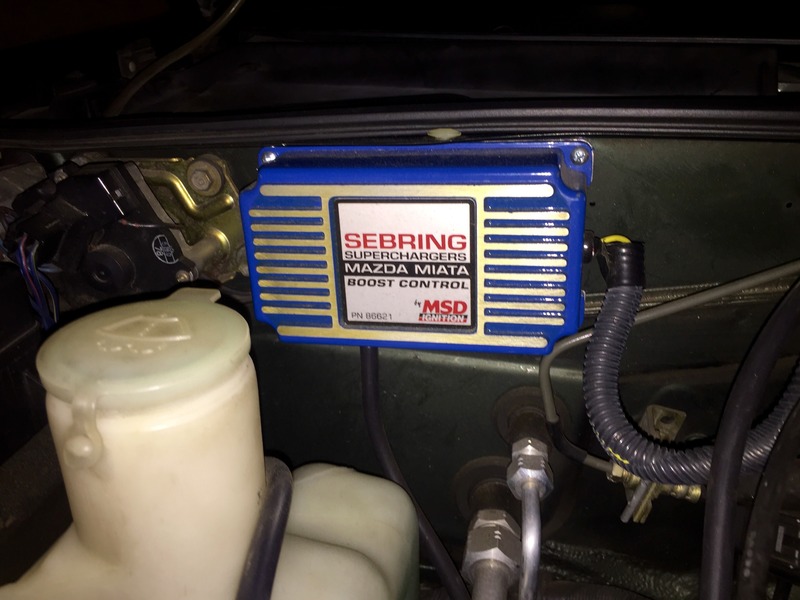 SEBRING
SUPERCHARGERS
MAZDA MIATA
BOOST CONTROL
by MSD
IGNITION
PN 86621